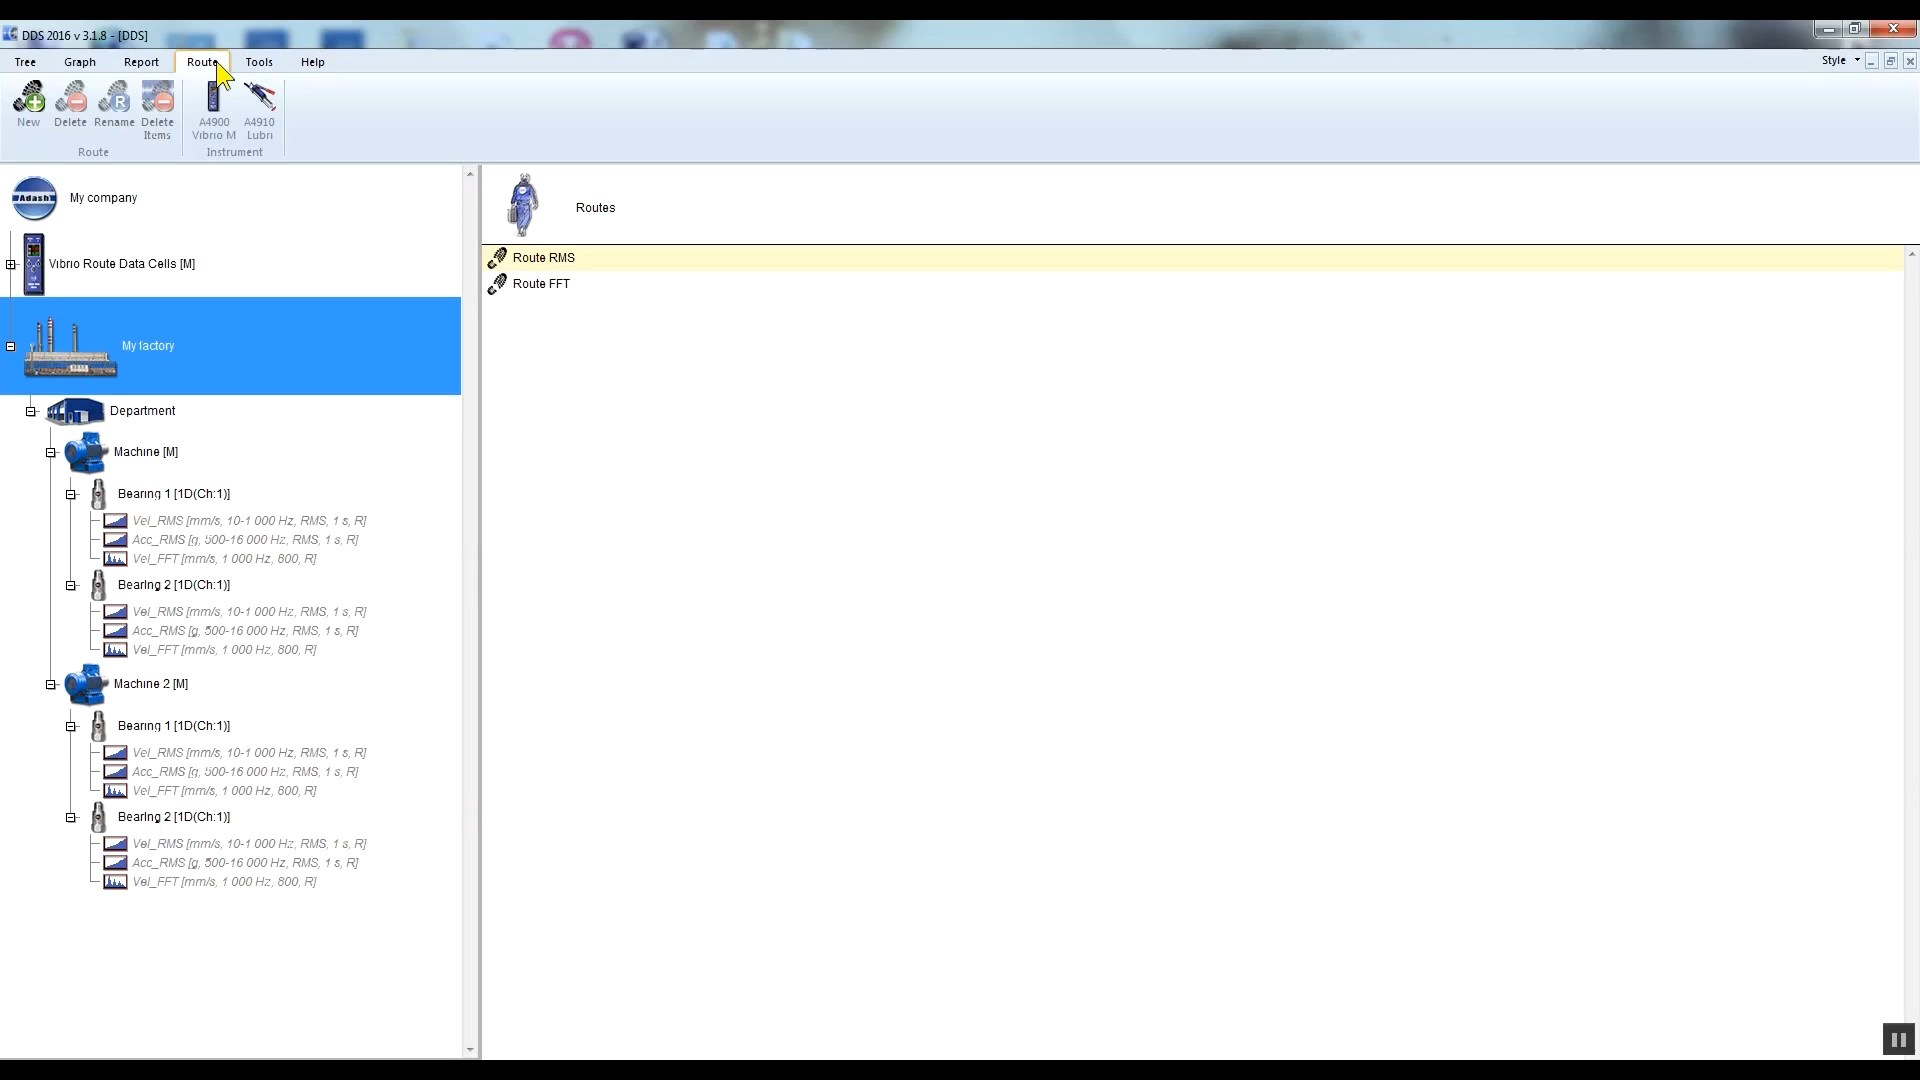 DDS 2016 v 3.1.8 - [DDS]
Tree Graph Report Route Tools Help Style
New Delete Rename Delete Items A4900 Vibrio M A4910 Lubri
Route Instrument
Adash My company
Vibrio Route Data Cells [M]
My factory
Department
Machine [M]
Bearing 1 [1D(Ch:1)]
Vel_RMS [mm/s, 10-1 000 Hz, RMS, 1 s, R]
Acc_RMS [g, 500-16 000 Hz, RMS, 1 s, R]
Vel_FFT [mm/s, 1 000 Hz, 800, R]
Bearing 2 [1D(Ch:1)]
Vel_RMS [mm/s, 10-1 000 Hz, RMS, 1 s, R]
Acc_RMS [g, 500-16 000 Hz, RMS, 1 s, R]
Vel_FFT [mm/s, 1 000 Hz, 800, R]
Machine 2 [M]
Bearing 1 [1D(Ch:1)]
Vel_RMS [mm/s, 10-1 000 Hz, RMS, 1 s, R]
Acc_RMS [g, 500-16 000 Hz, RMS, 1 s, R]
Vel_FFT [mm/s, 1 000 Hz, 800, R]
Bearing 2 [1D(Ch:1)]
Vel_RMS [mm/s, 10-1 000 Hz, RMS, 1 s, R]
Acc_RMS [g, 500-16 000 Hz, RMS, 1 s, R]
Vel_FFT [mm/s, 1 000 Hz, 800, R]
Routes
Route RMS
Route FFT